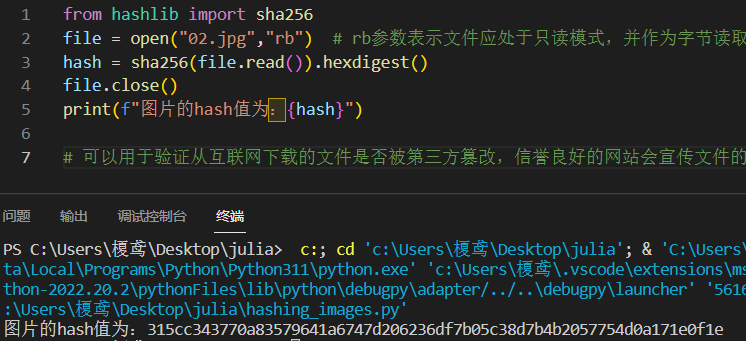 1 from hashlib import sha256
2 file = open("02.jpg","rb")  # rb参数表示文件应处于只读模式，并作为字节读取
3 hash = sha256(file.read()).hexdigest()
4 file.close()
5 print(f"图片的hash值为：{hash}")
6
7 # 可以用于验证从互联网下载的文件是否被第三方篡改，信誉良好的网站会宣传文件的
问题 输出 调试控制台 终端
PS C:\Users\榎鸢\Desktop\julia>  c:; cd 'c:\Users\榎鸢\Desktop\julia'; & 'C:\Users\
ta\Local\Programs\Python\Python311\python.exe' 'c:\Users\榎鸢\.vscode\extensions\ms
thon-2022.20.2\pythonFiles\lib\python\debugpy\adapter/../..\debugpy\launcher' '5616
:\Users\榎鸢\Desktop\julia\hashing_images.py'
图片的hash值为：315cc343770a83579641a6747d206236df7b05c38d7b4b2057754d0a171e0f1e